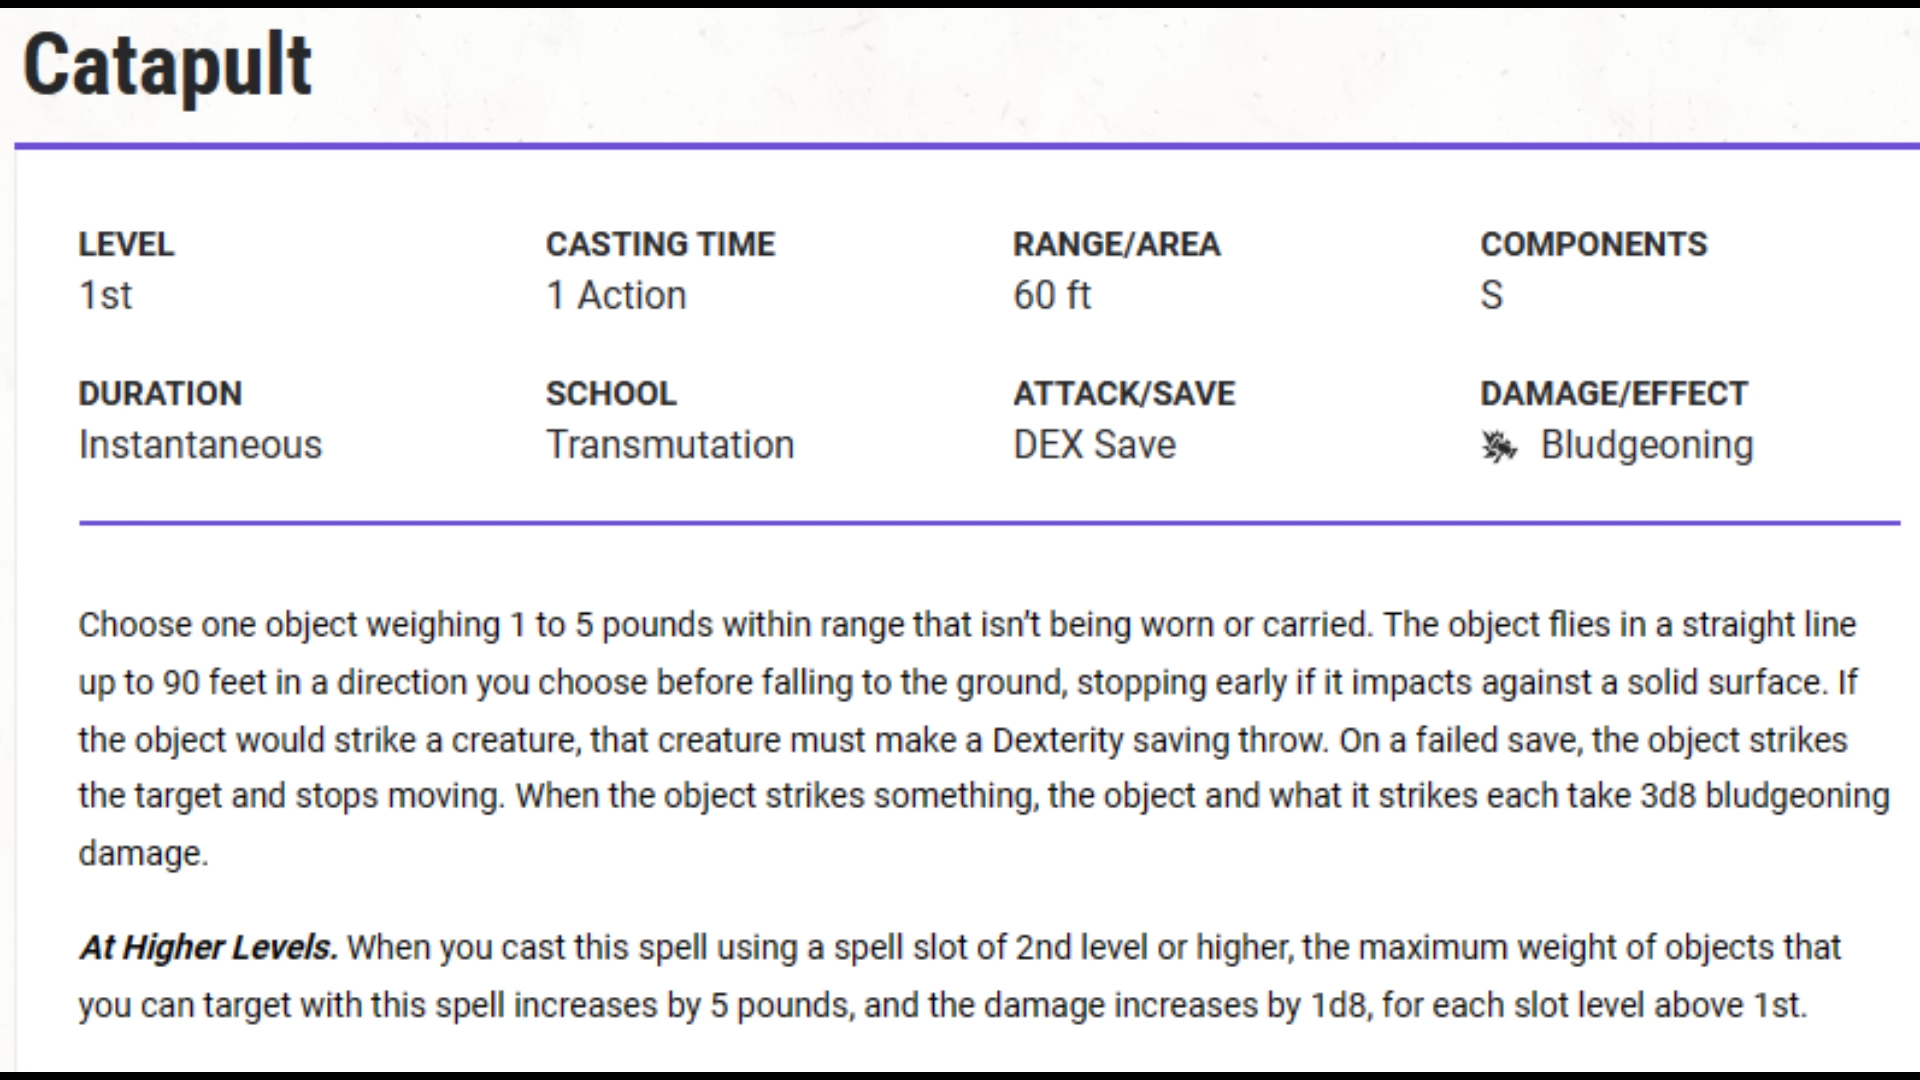 Catapult
LEVEL
1st
CASTING TIME
1 Action
RANGE/AREA
60 ft
COMPONENTS
S
DURATION
Instantaneous
SCHOOL
Transmutation
ATTACK/SAVE
DEX Save
DAMAGE/EFFECT
Bludgeoning
Choose one object weighing 1 to 5 pounds within range that isn’t being worn or carried. The object flies in a straight line
up to 90 feet in a direction you choose before falling to the ground, stopping early if it impacts against a solid surface. If
the object would strike a creature, that creature must make a Dexterity saving throw. On a failed save, the object strikes
the target and stops moving. When the object strikes something, the object and what it strikes each take 3d8 bludgeoning
damage.
At Higher Levels. When you cast this spell using a spell slot of 2nd level or higher, the maximum weight of objects that
you can target with this spell increases by 5 pounds, and the damage increases by 1d8, for each slot level above 1st.